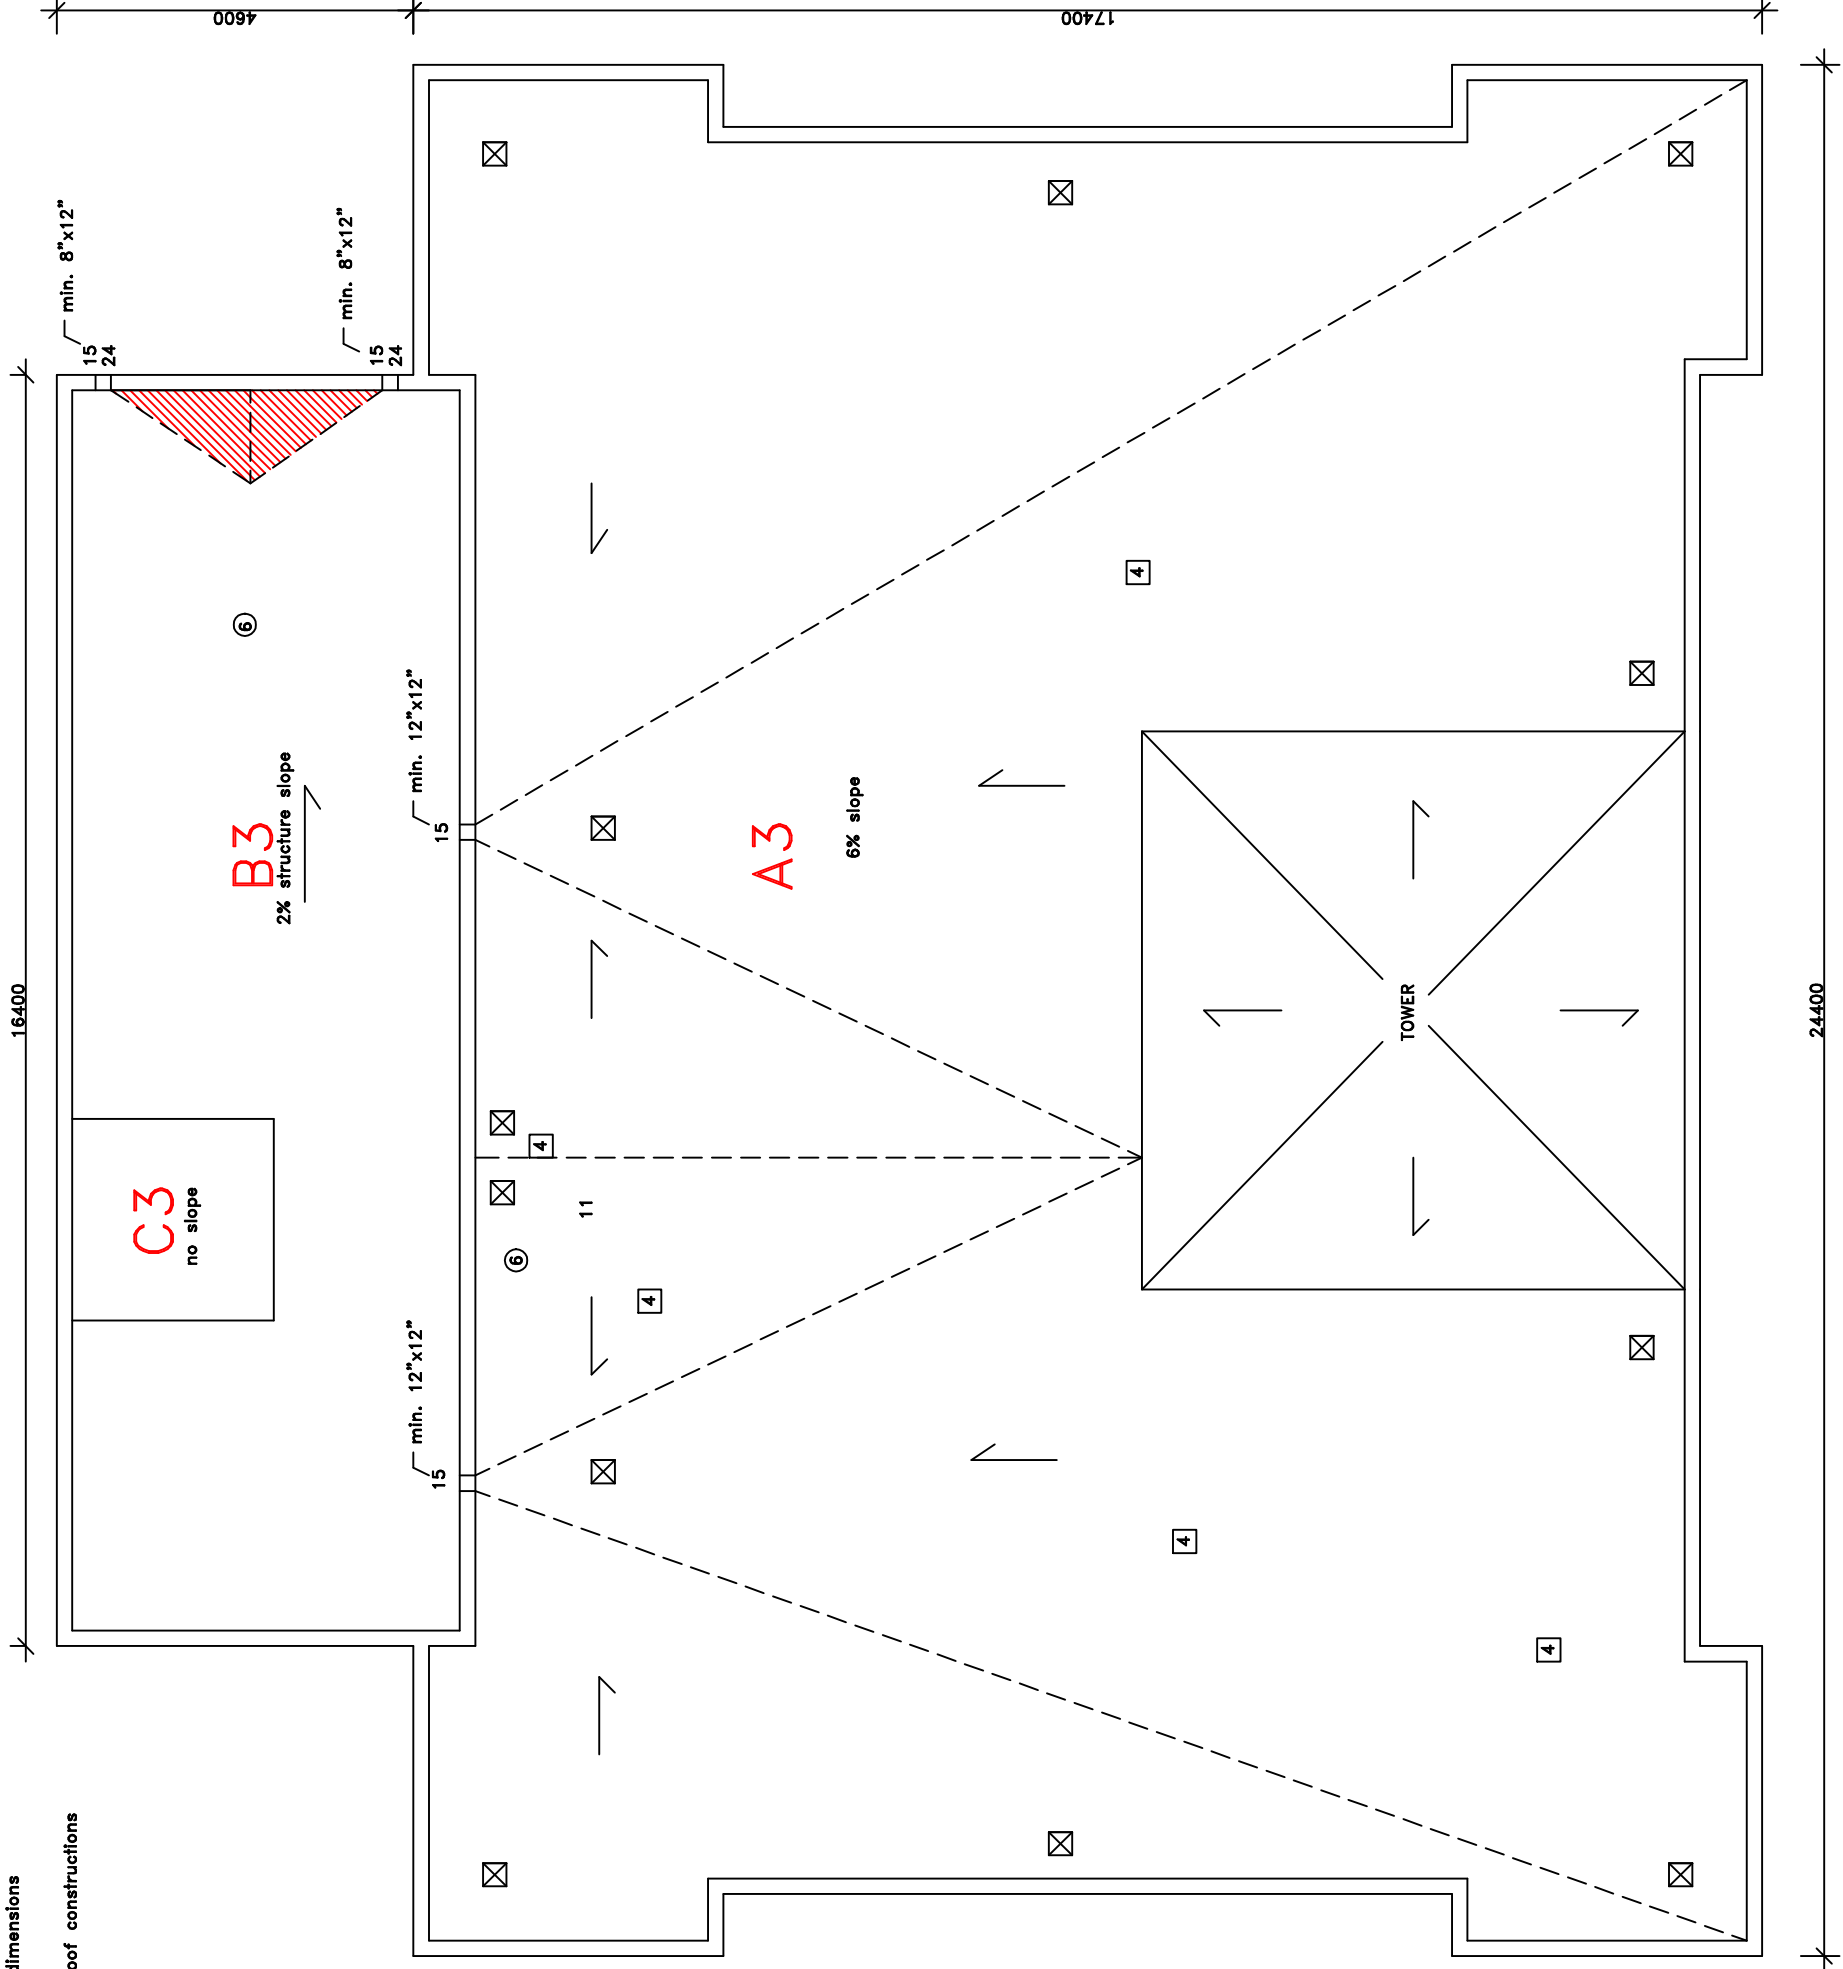 dimensions
16400
oof constructions
min. 8"x12"
15
24
C3
no slope
4600
B3
6
2% structure slope
min. 8"x12"
15
24
min. 12"x12"
15
min. 12"x12"
15
6
4
11
4
A3
6% slope
17400
4
4
TOWER
4
24400